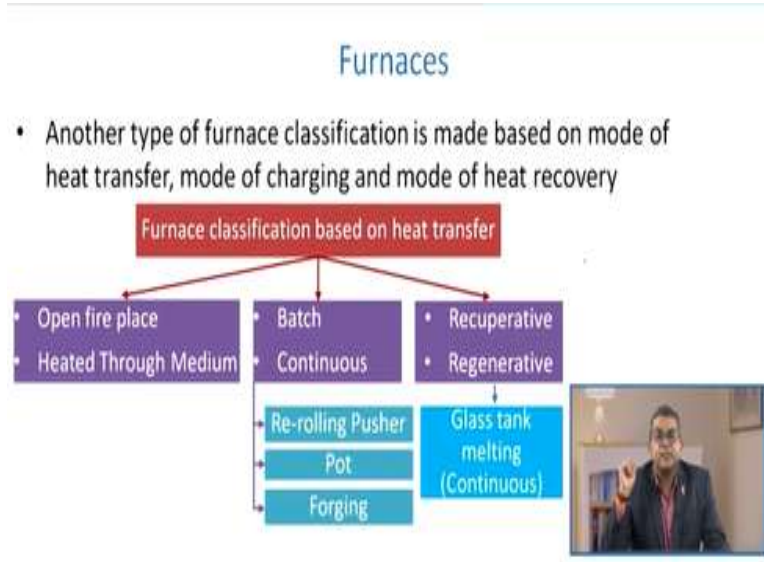 Furnaces
• Another type of furnace classification is made based on mode of
heat transfer, mode of charging and mode of heat recovery
Furnace classification based on heat transfer
• Open fire place
• Heated Through Medium
• Batch
• Continuous
• Recuperative
• Regenerative
Re-rolling Pusher
Pot
Forging
Glass tank
melting
(Continuous)